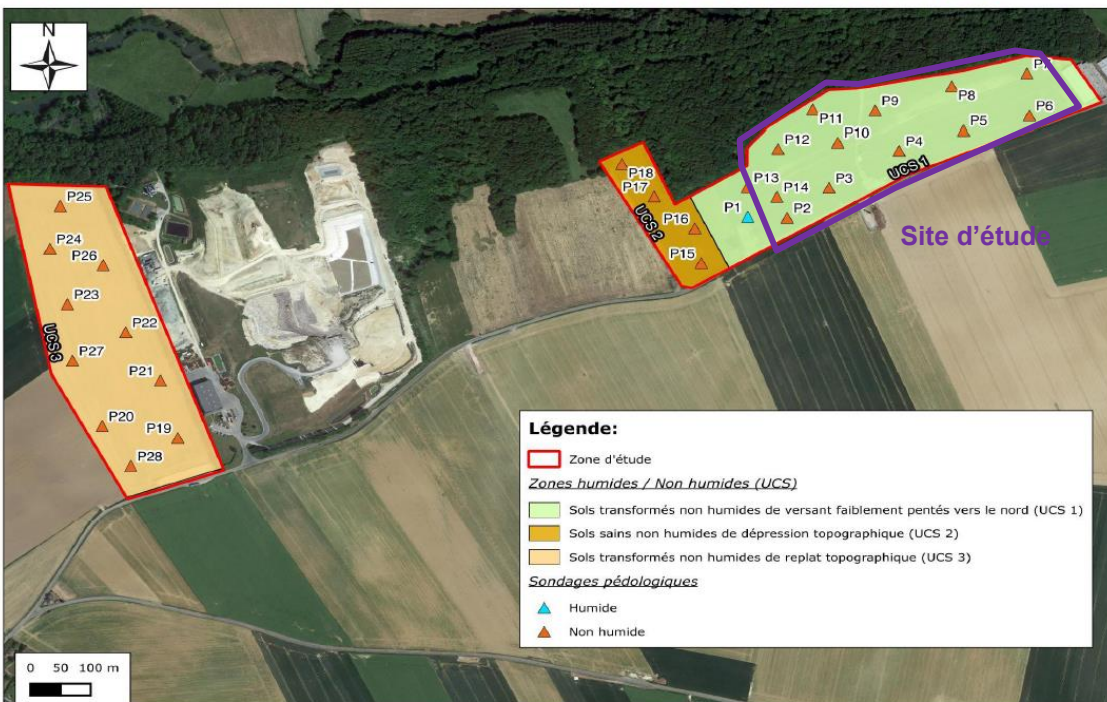 N
P7
P8
P9
P6
P11
P5
P10
P12
P4
UCS 1
P18
P13
P3
P17
P14
P25
P16
P1
P2
UCS 2
Site d'étude
P24
P26
P15
P23
P22
UCS 3
P27
P21
P20
P19
P28
Légende:
Zone d'étude
Zones humides / Non humides (UCS)
Sols transformés non humides de versant faiblement pentés vers le nord (UCS 1)
Sols sains non humides de dépression topographique (UCS 2)
Sols transformés non humides de replat topographique (UCS 3)
Sondages pédologiques
Humide
Non humide
0 50 100 m